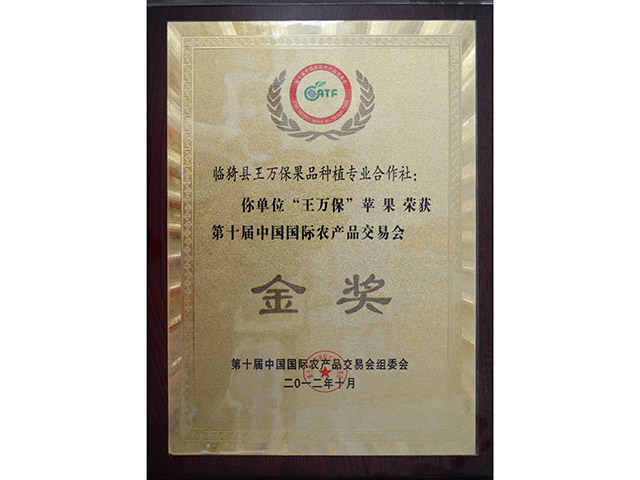 CATF
临猗县王万保果品种植专业合作社：
你单位“王万保”苹果荣获
第十届中国国际农产品交易会
金奖
第十届中国国际农产品交易会组委会
二〇一二年十月